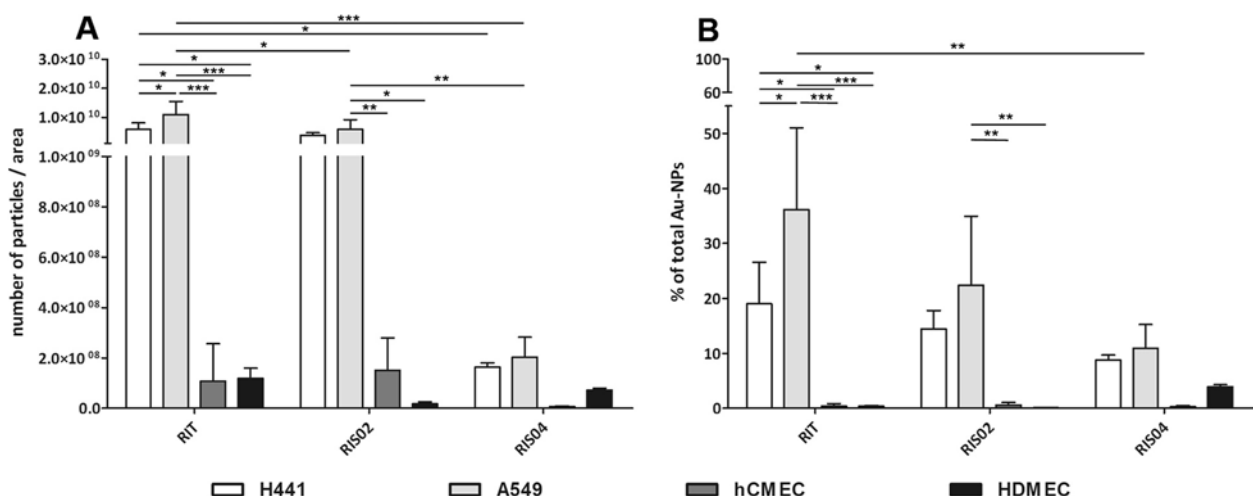 A
number of particles / area
3.0×10 10
2.0×10 10
1.0×10 10
1.0×10 09
8.0×10 08
6.0×10 08
4.0×10 08
2.0×10 08
0.0
***
*
*
*
*
***
*
***
**
*
**
RIT
RIS02
RIS04
B
% of total Au-NPs
100
60
50
40
30
20
10
0
**
*
*
***
*
***
**
**
RIT
RIS02
RIS04
H441
A549
hCMEC
HDMEC